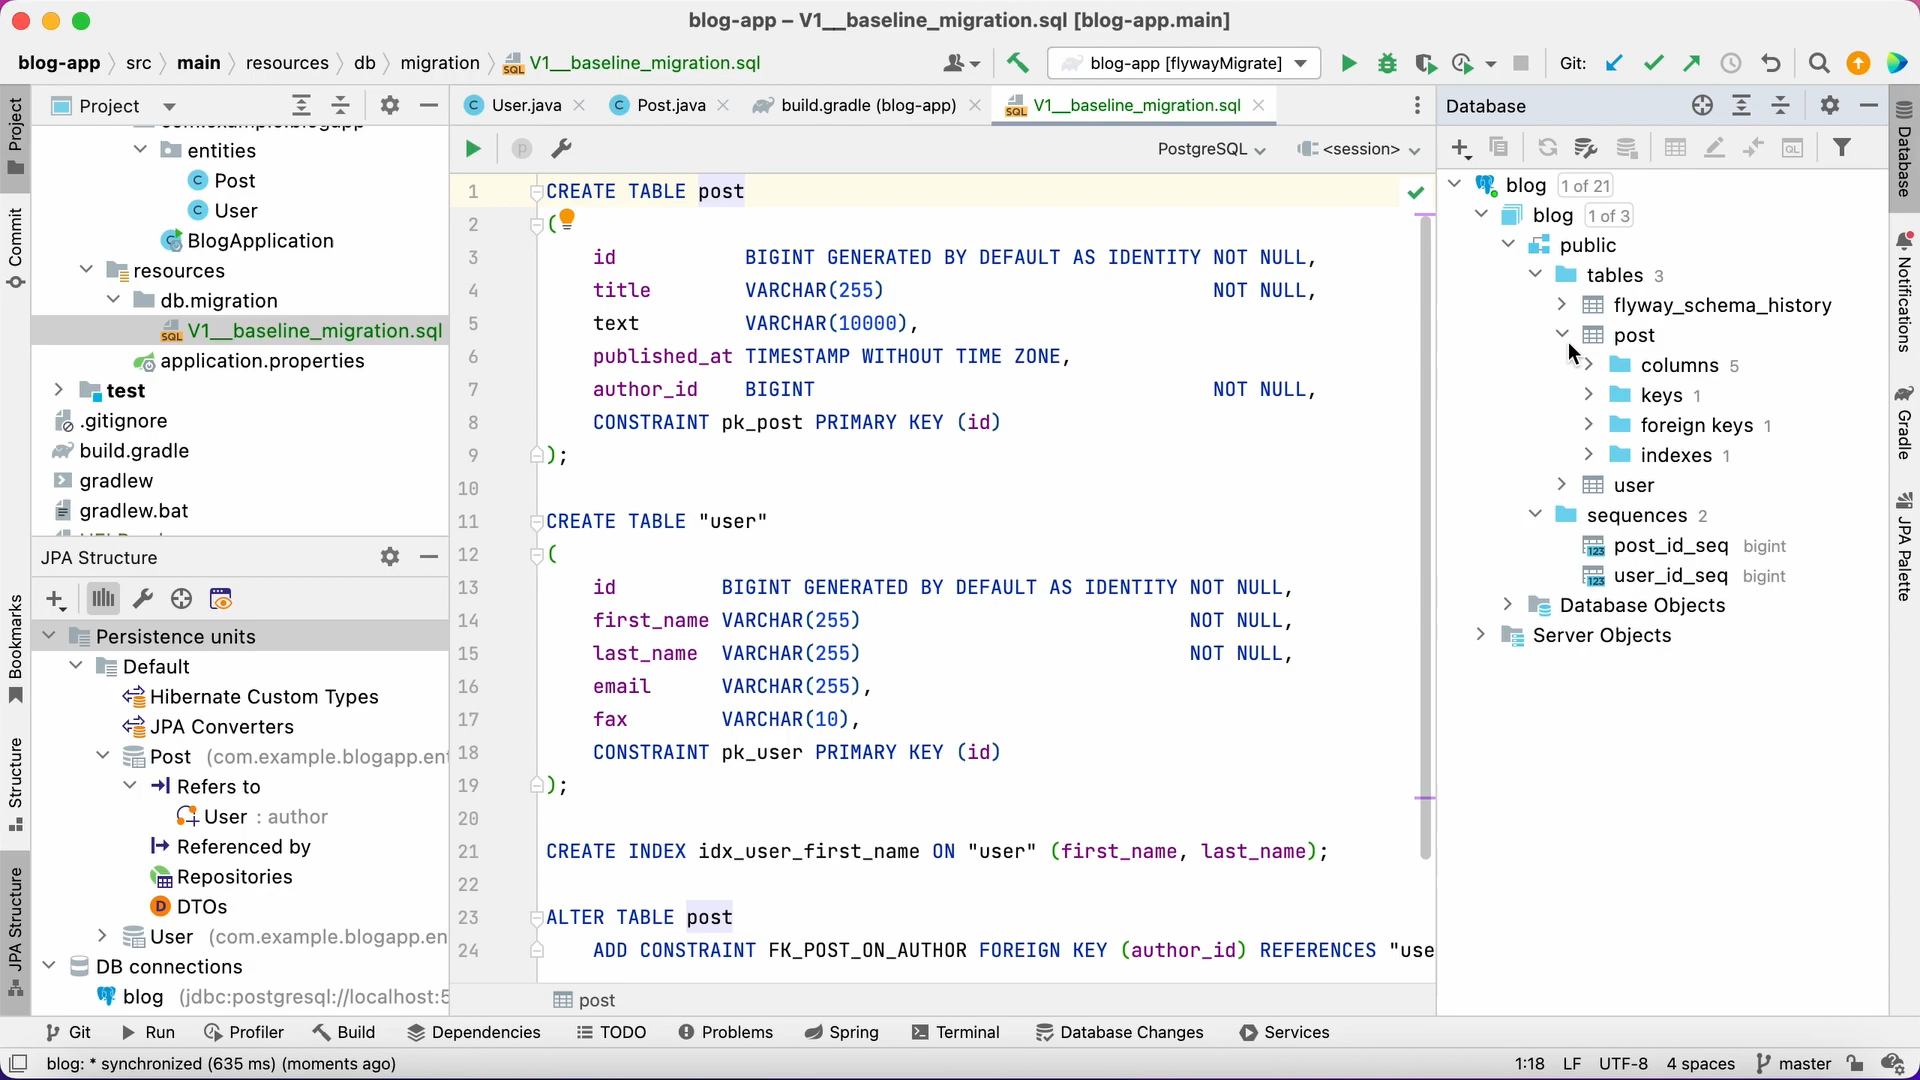 blog-app – V1__baseline_migration.sql [blog-app.main]
blog-app src main resources db migration V1__baseline_migration.sql
blog-app [flywayMigrate]
Git:
Project
com.example.blogapp
entities
Post
User
BlogApplication
resources
db.migration
V1__baseline_migration.sql
application.properties
test
.gitignore
build.gradle
gradlew
gradlew.bat
JPA Structure
Persistence units
Default
Hibernate Custom Types
JPA Converters
Post (com.example.blogapp.ent
Refers to
User : author
Referenced by
Repositories
DTOs
User (com.example.blogapp.en
DB connections
blog (jdbc:postgresql://localhost:5
User.java Post.java build.gradle (blog-app) V1__baseline_migration.sql
PostgreSQL <session>
1 CREATE TABLE post
2 (
3 id BIGINT GENERATED BY DEFAULT AS IDENTITY NOT NULL,
4 title VARCHAR(255) NOT NULL,
5 text VARCHAR(10000),
6 published_at TIMESTAMP WITHOUT TIME ZONE,
7 author_id BIGINT NOT NULL,
8 CONSTRAINT pk_post PRIMARY KEY (id)
9 );
10
11 CREATE TABLE "user"
12 (
13 id BIGINT GENERATED BY DEFAULT AS IDENTITY NOT NULL,
14 first_name VARCHAR(255) NOT NULL,
15 last_name VARCHAR(255) NOT NULL,
16 email VARCHAR(255),
17 fax VARCHAR(10),
18 CONSTRAINT pk_user PRIMARY KEY (id)
19 );
20
21 CREATE INDEX idx_user_first_name ON "user" (first_name, last_name);
22
23 ALTER TABLE post
24 ADD CONSTRAINT FK_POST_ON_AUTHOR FOREIGN KEY (author_id) REFERENCES "use
post
Database
blog 1 of 21
blog 1 of 3
public
tables 3
flyway_schema_history
post
columns 5
keys 1
foreign keys 1
indexes 1
user
sequences 2
post_id_seq bigint
user_id_seq bigint
Database Objects
Server Objects
Project
Commit
Bookmarks
Structure
JPA Structure
Database
Notifications
Gradle
JPA Palette
Git Run Profiler Build Dependencies TODO Problems Spring Terminal Database Changes Services
blog: * synchronized (635 ms) (moments ago) 1:18 LF UTF-8 4 spaces master